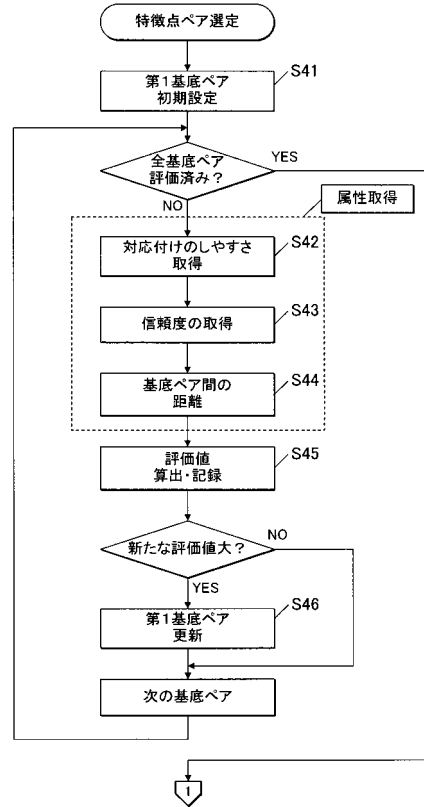 特徴点ペア選定
第1基底ペア
初期設定
S41
全基底ペア
評価済み？
YES
NO
属性取得
対応付けのしやすさ
取得
S42
信頼度の取得
S43
基底ペア間の
距離
S44
評価値
算出・記録
S45
新たな評価値大？
NO
YES
第1基底ペア
更新
S46
次の基底ペア
1